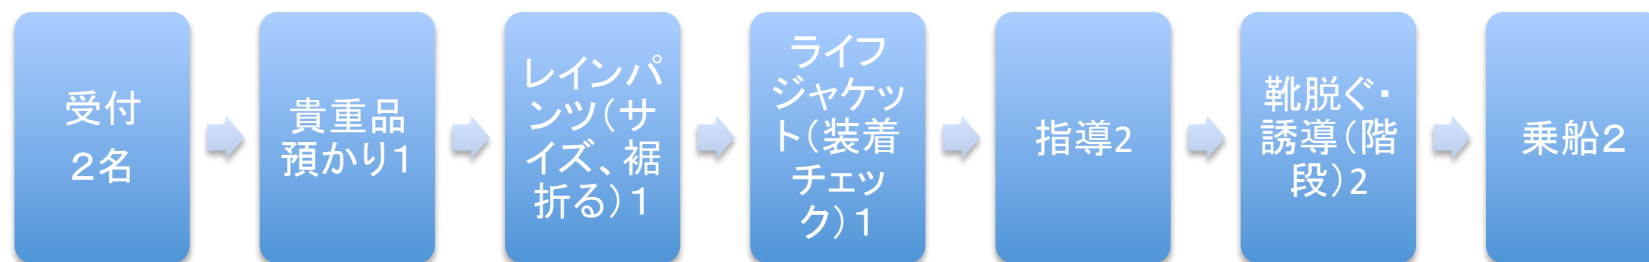 受付
２名
貴重品
預かり1
レインパ
ンツ(サ
イズ、裾
折る)1
ライフ
ジャケッ
ト(装着
チェッ
ク)1
指導2
靴脱ぐ・
誘導(階
段)2
乗船２